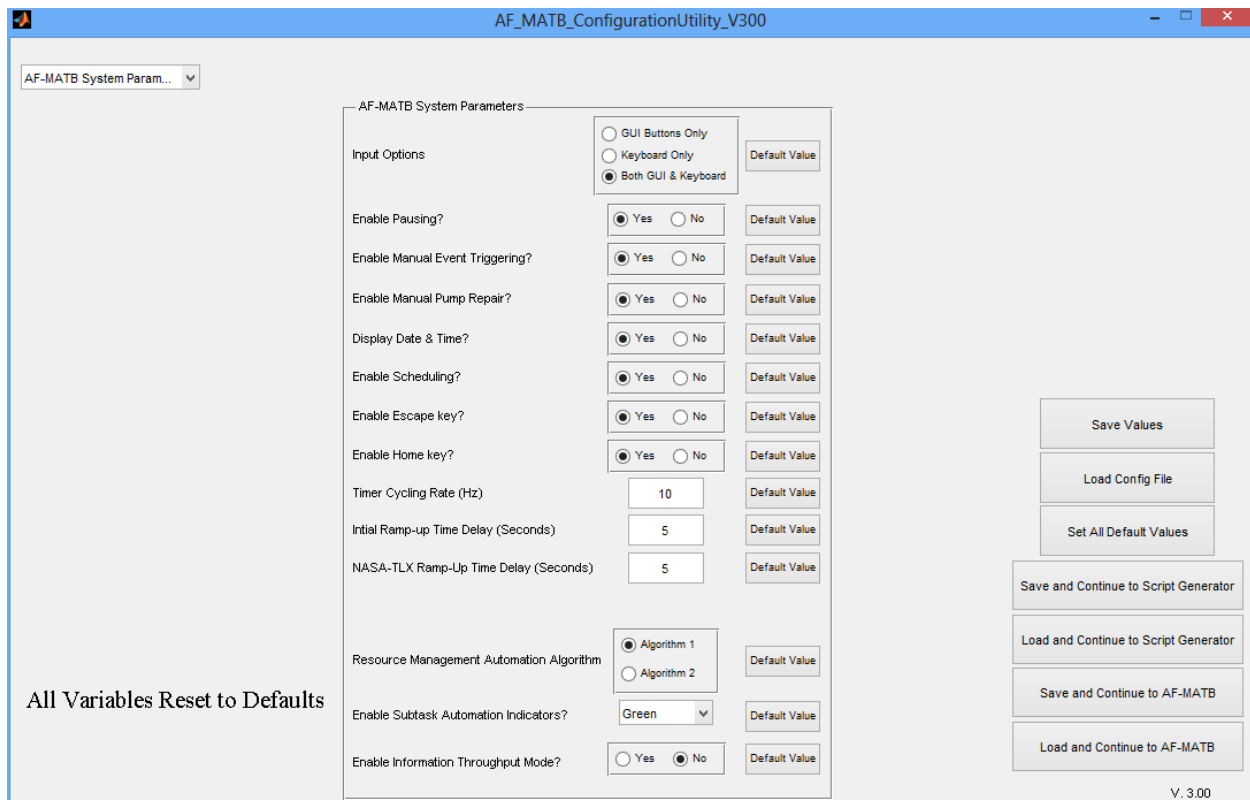 AF_MATB_ConfigurationUtility_V300
AF-MATB System Param...
AF-MATB System Parameters
Input Options
GUI Buttons Only
Keyboard Only
Both GUI & Keyboard
Default Value
Enable Pausing? Yes No Default Value
Enable Manual Event Triggering? Yes No Default Value
Enable Manual Pump Repair? Yes No Default Value
Display Date & Time? Yes No Default Value
Enable Scheduling? Yes No Default Value
Enable Escape key? Yes No Default Value
Enable Home key? Yes No Default Value
Timer Cycling Rate (Hz) 10 Default Value
Intial Ramp-up Time Delay (Seconds) 5 Default Value
NASA-TLX Ramp-Up Time Delay (Seconds) 5 Default Value
Resource Management Automation Algorithm
Algorithm 1
Algorithm 2
Default Value
Enable Subtask Automation Indicators? Green Default Value
Enable Information Throughput Mode? Yes No Default Value
All Variables Reset to Defaults
Save Values
Load Config File
Set All Default Values
Save and Continue to Script Generator
Load and Continue to Script Generator
Save and Continue to AF-MATB
Load and Continue to AF-MATB
V. 3.00